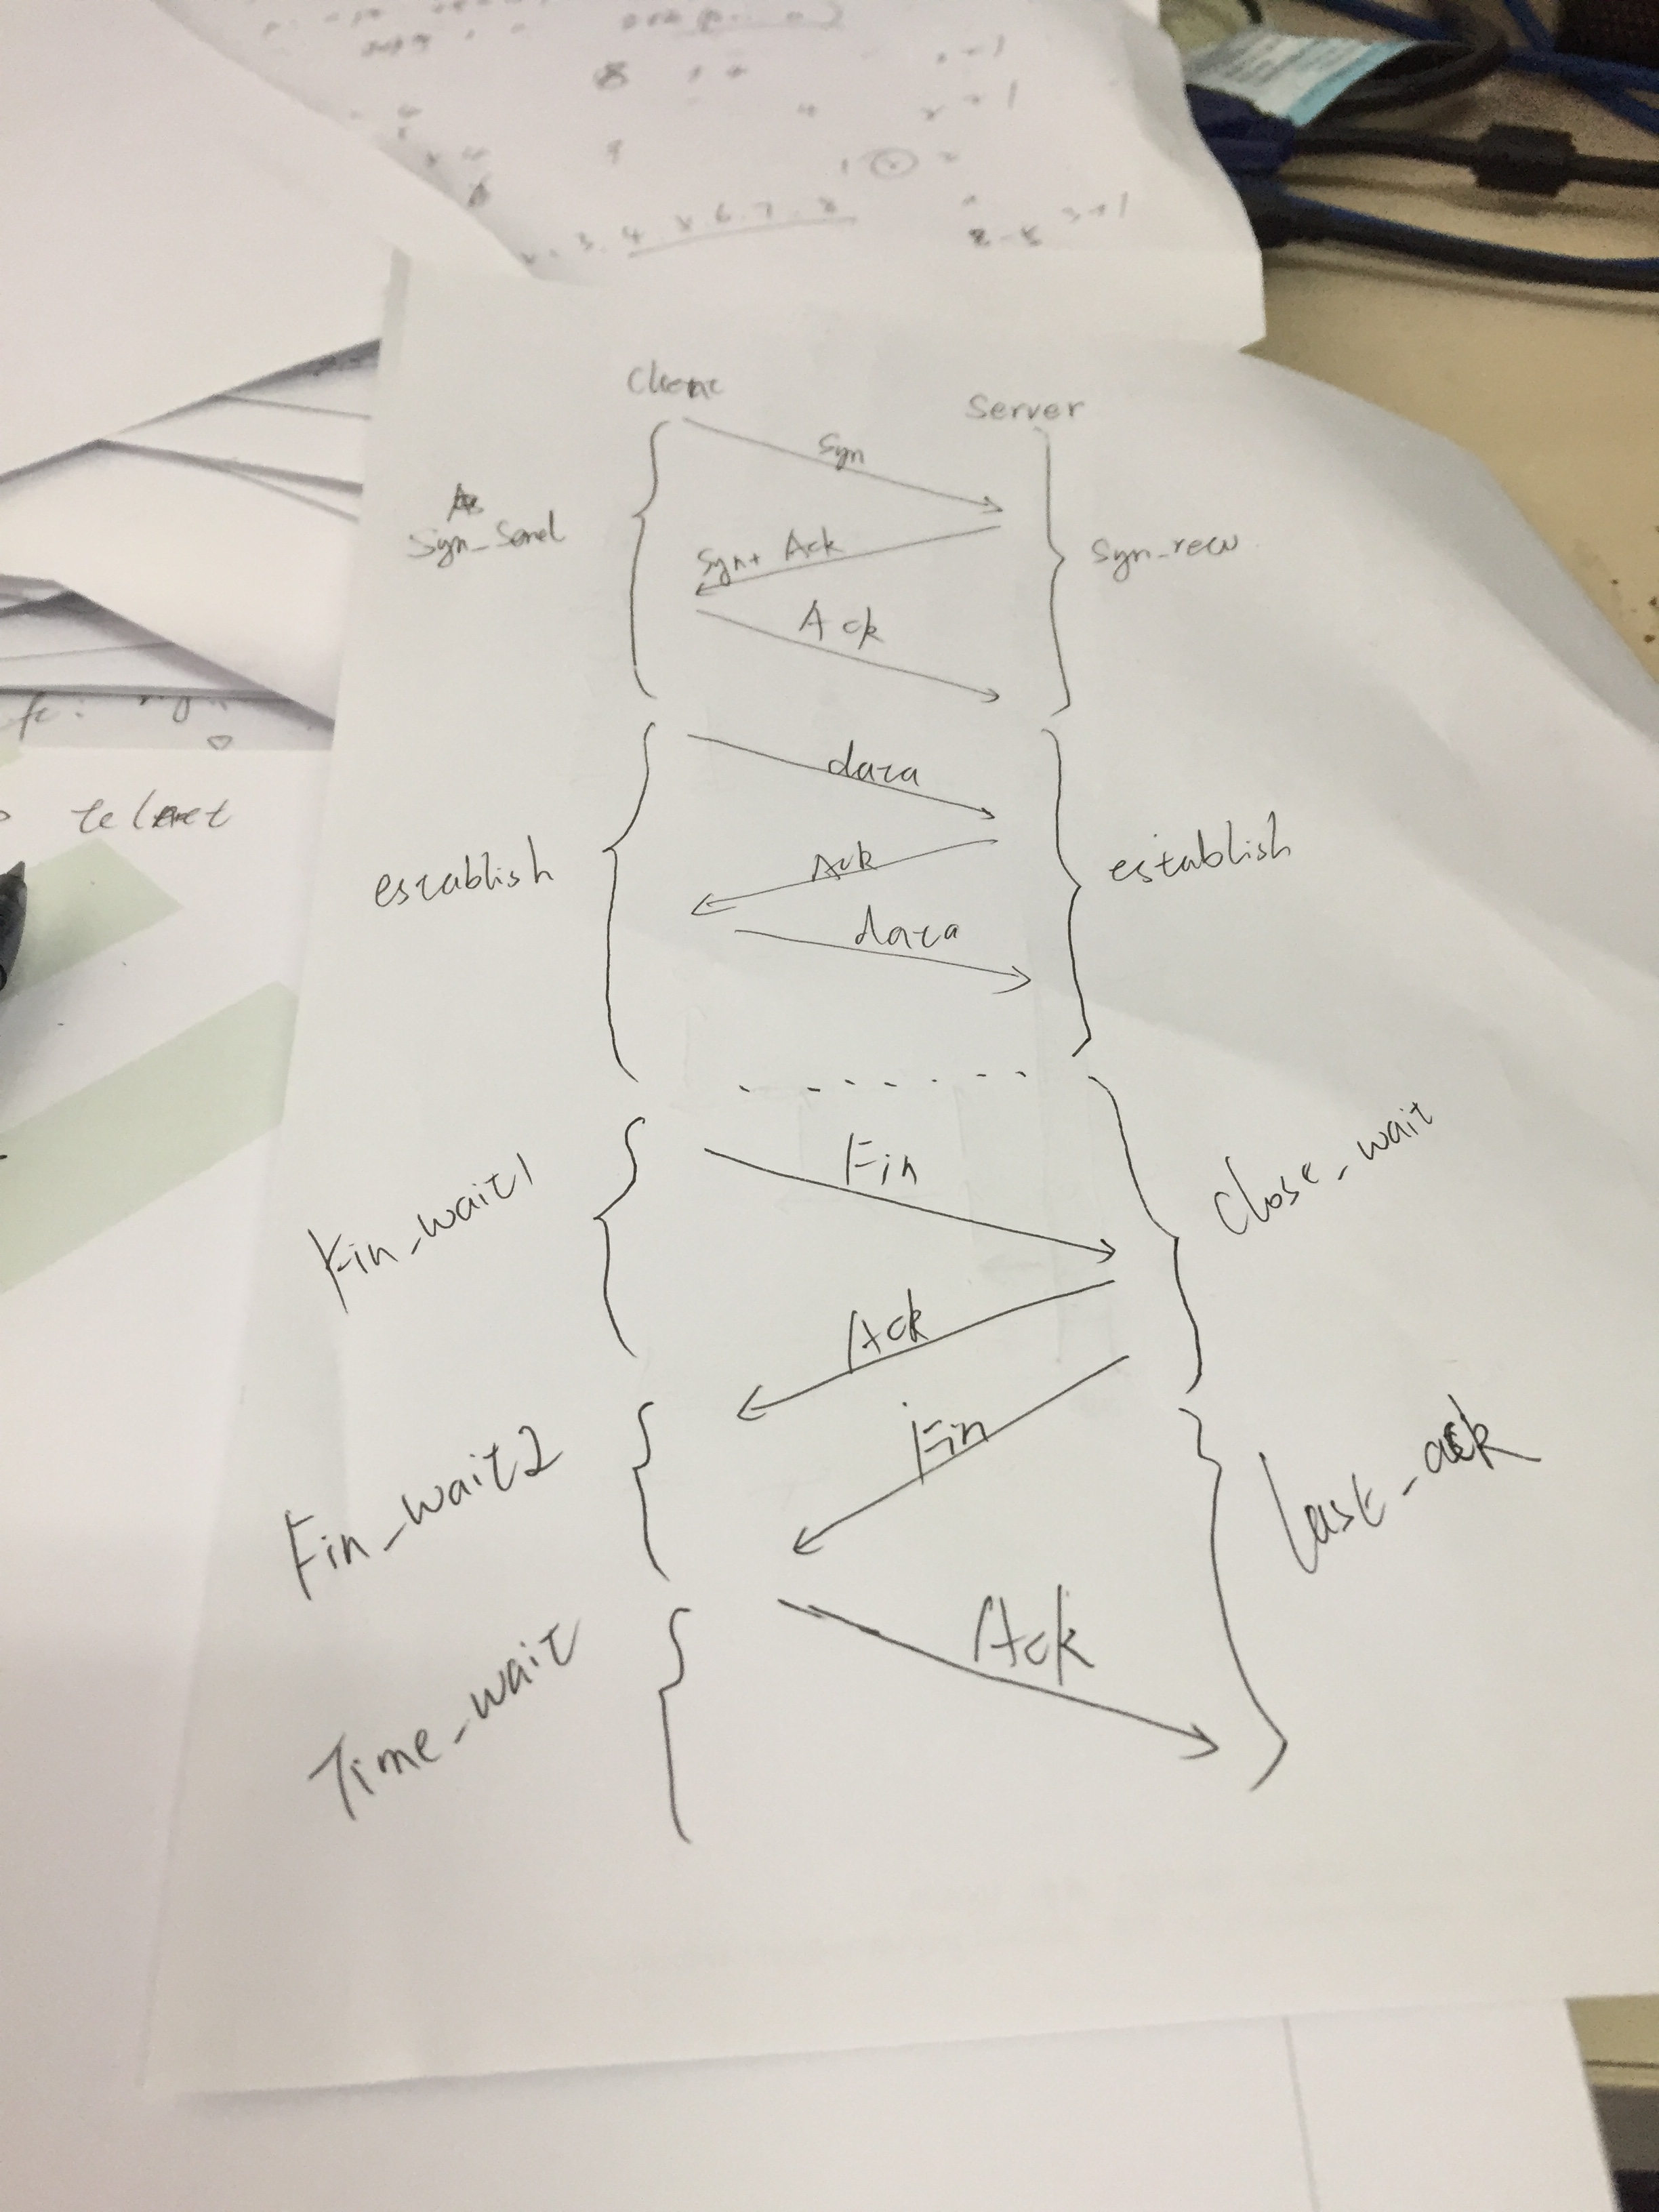 Client
Server
Syn
Syn_Send
Syn+ Ack
Syn_recv
Ack
data
telnet
establish
Ack
establish
data
Fin
Close_wait
Fin_wait1
Ack
Fin
Fin_wait2
Last_ack
Ack
Time_wait